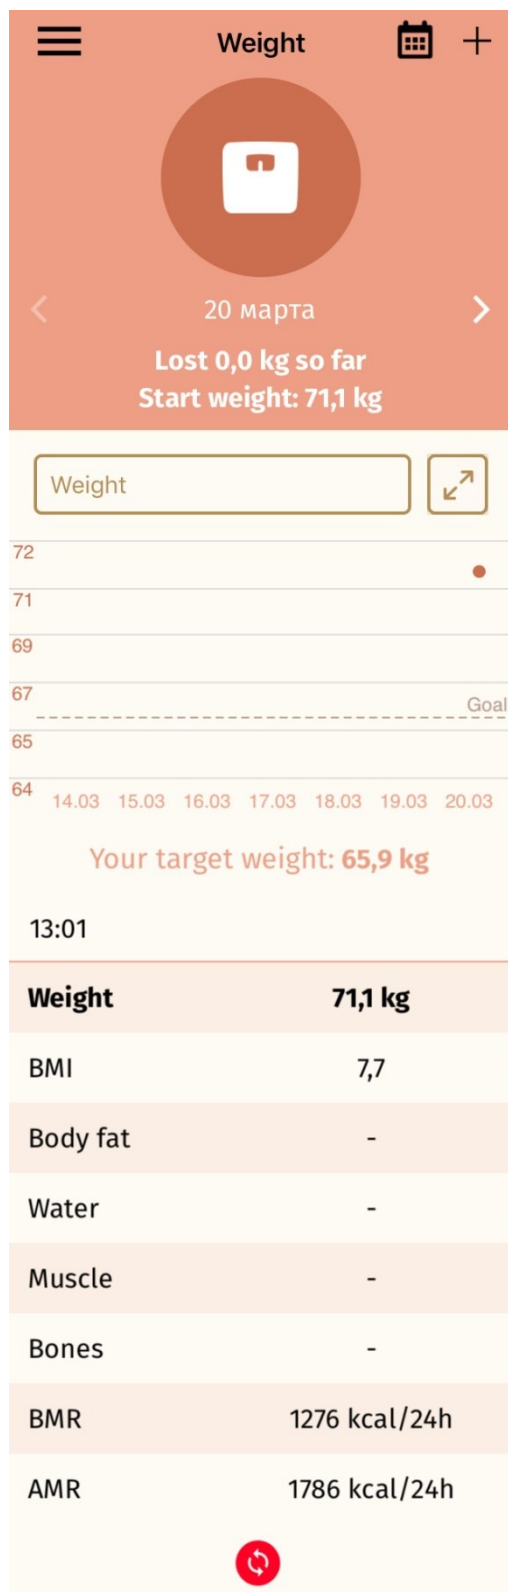 Weight
20 марта
Lost 0,0 kg so far
Start weight: 71,1 kg
Weight
72
71
69
67
Goal
65
64
14.03 15.03 16.03 17.03 18.03 19.03 20.03
Your target weight: 65,9 kg
13:01
Weight 71,1 kg
BMI 7,7
Body fat -
Water -
Muscle -
Bones -
BMR 1276 kcal/24h
AMR 1786 kcal/24h